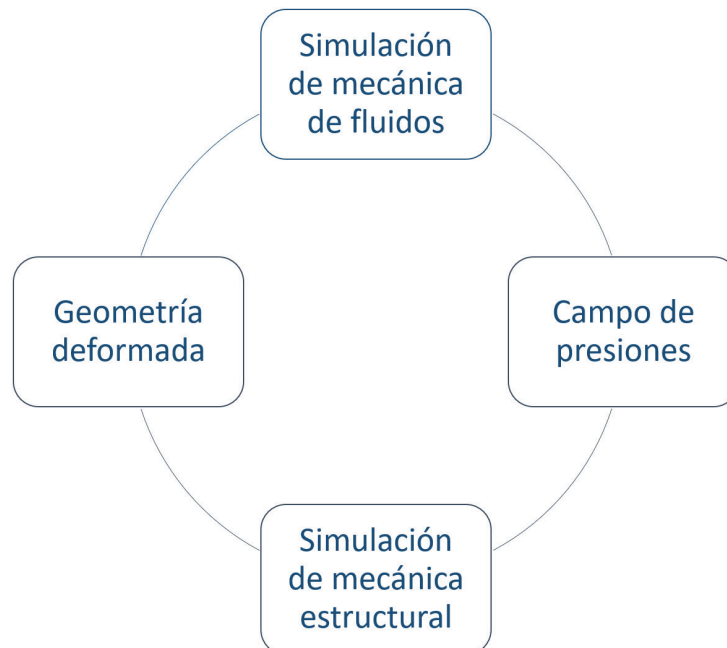 Simulación
de mecánica
de fluidos
Campo de
presiones
Simulación
de mecánica
estructural
Geometría
deformada